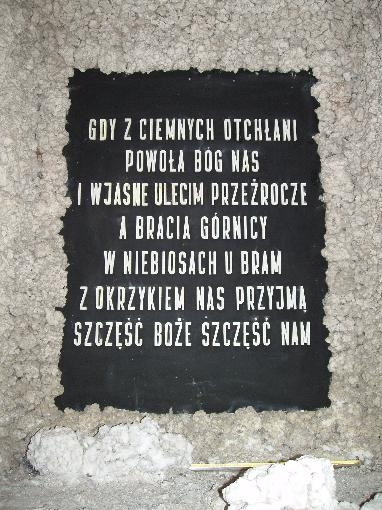 GDY Z CIEMNYCH OTCHŁANI
POWOŁA BÓG NAS
I WJASNE ULECIM PRZEŹROCZE
A BRACIA GÓRNICY
W NIEBIOSACH U BRAM
Z OKRZYKIEM NAS PRZYJMĄ
SZCZĘŚĆ BOŻE SZCZĘŚĆ NAM